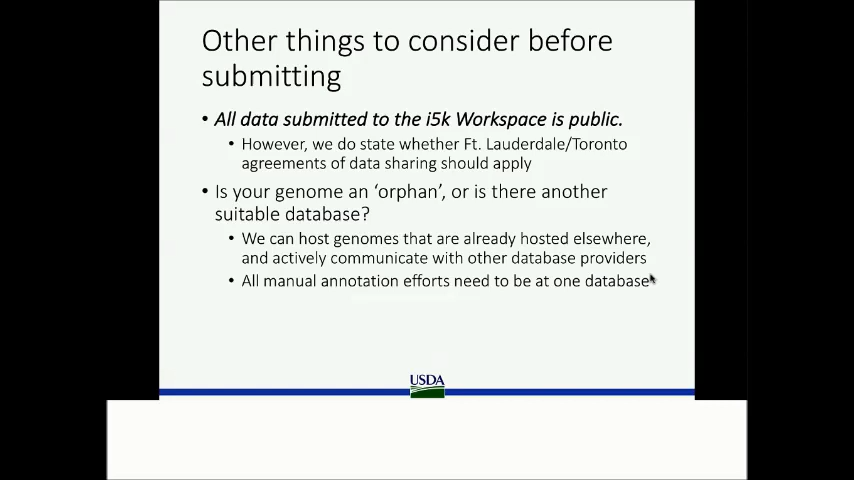 Other things to consider before
submitting
• All data submitted to the i5k Workspace is public.
• However, we do state whether Ft. Lauderdale/Toronto
agreements of data sharing should apply
• Is your genome an ‘orphan’, or is there another
suitable database?
• We can host genomes that are already hosted elsewhere,
and actively communicate with other database providers
• All manual annotation efforts need to be at one database
USDA